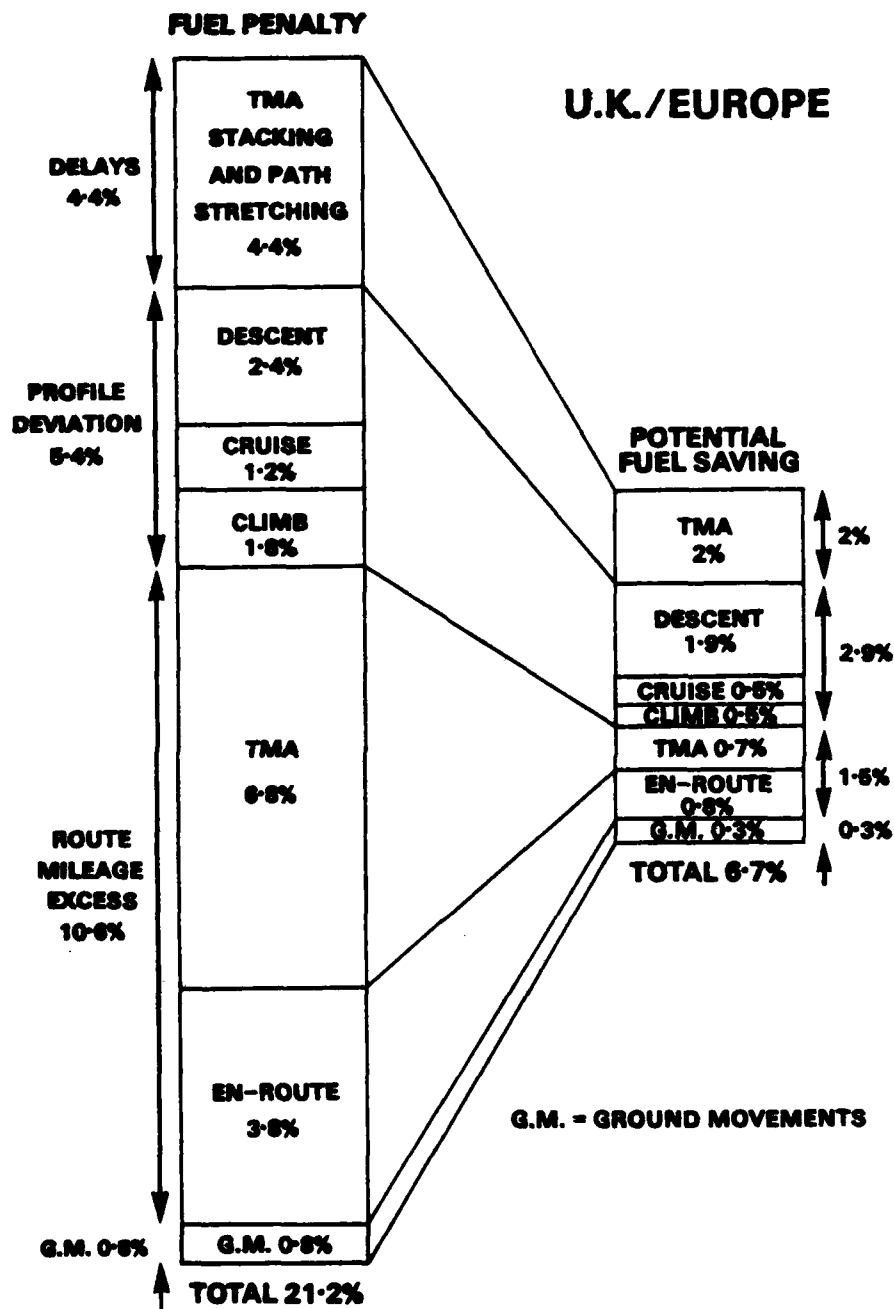 FUEL PENALTY
U.K./EUROPE
DELAYS
4·4%
TMA
STACKING
AND PATH
STRETCHING
4·4%
PROFILE
DEVIATION
5·4%
DESCENT
2·4%
CRUISE
1·2%
CLIMB
1·8%
ROUTE
MILEAGE
EXCESS
10·6%
TMA
6·8%
EN-ROUTE
3·8%
G.M. 0·8%
G.M. 0·8%
TOTAL 21·2%
POTENTIAL
FUEL SAVING
TMA
2%
2%
DESCENT
1·9%
CRUISE 0·5%
CLIMB 0·5%
2·9%
TMA 0·7%
EN-ROUTE
0·8%
1·5%
G.M. 0·3%
0·3%
TOTAL 6·7%
G.M. = GROUND MOVEMENTS